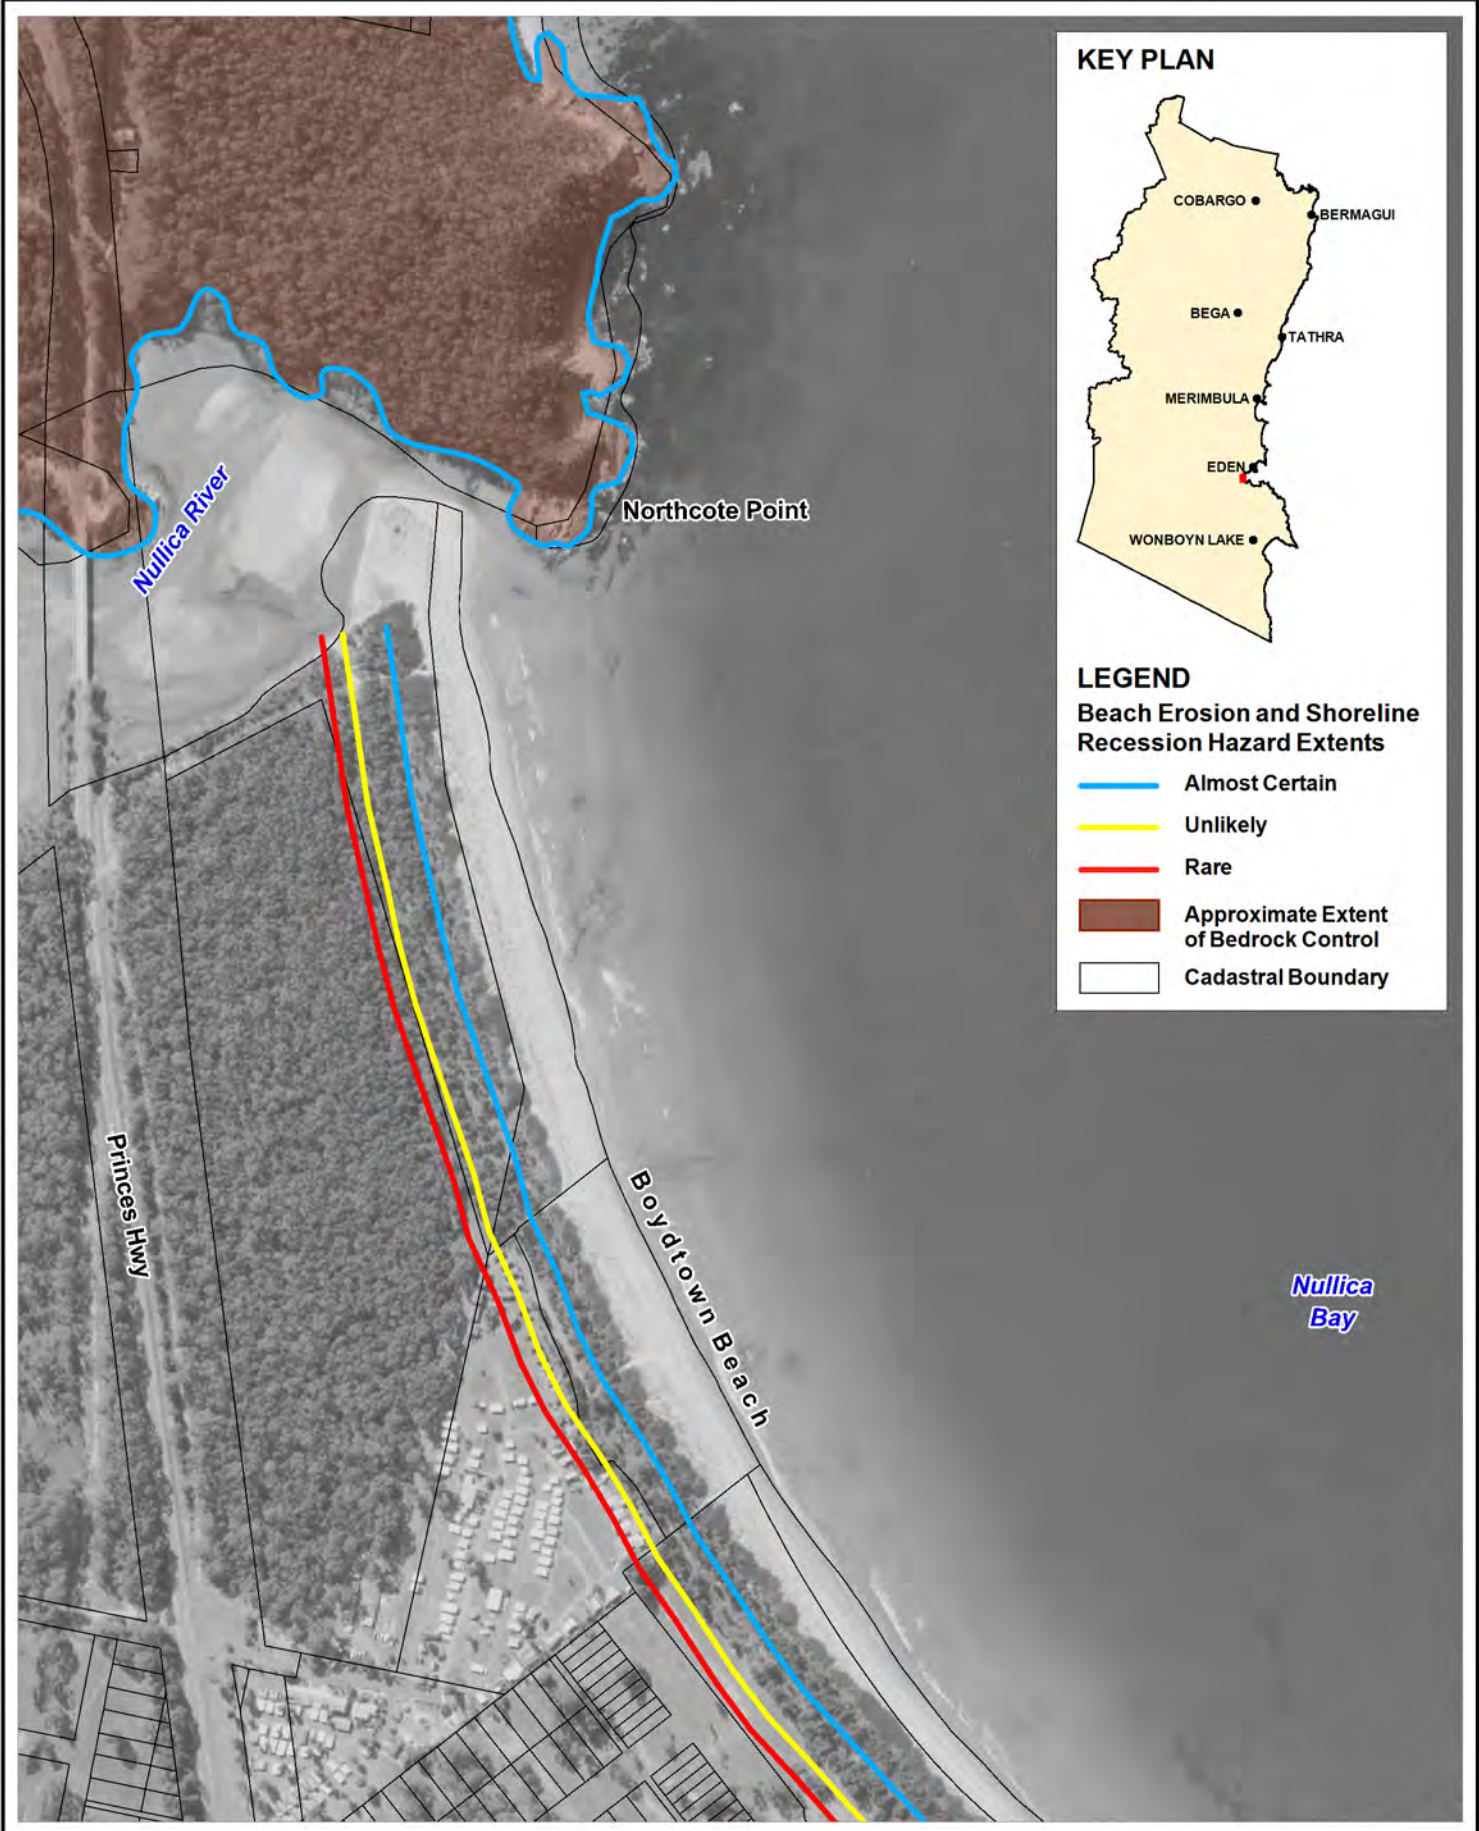 KEY PLAN
COBARGO
BERMAGUI
BEGA
TATHRA
MERIMBULA
EDEN
WONBOYN LAKE
Nullica River
Northcote Point
LEGEND
Beach Erosion and Shoreline
Recession Hazard Extents
Almost Certain
Unlikely
Rare
Approximate Extent
of Bedrock Control
Cadastral Boundary
Princes Hwy
Boydtown Beach
Nullica
Bay